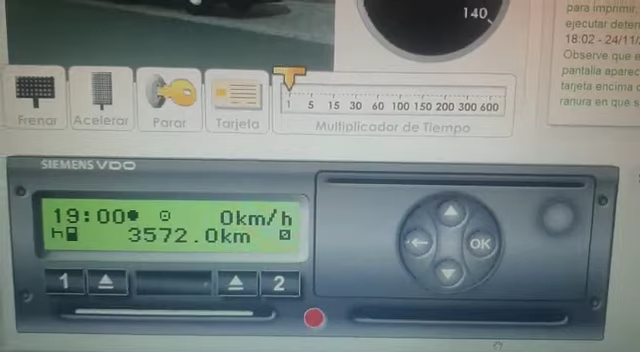 140
para imprimir,
18:02 - 24/11/
Observe que e
pantalla aparec
tarjeta encima
ranura en que s
Frenar
Acelerar
Parar
Tarjeta
1 5 15 30 60 100 150 200 300 600
Multiplicador de Tiempo
SIEMENS VDO
19:00 0km/h
h 3572.0km
OK
1
2